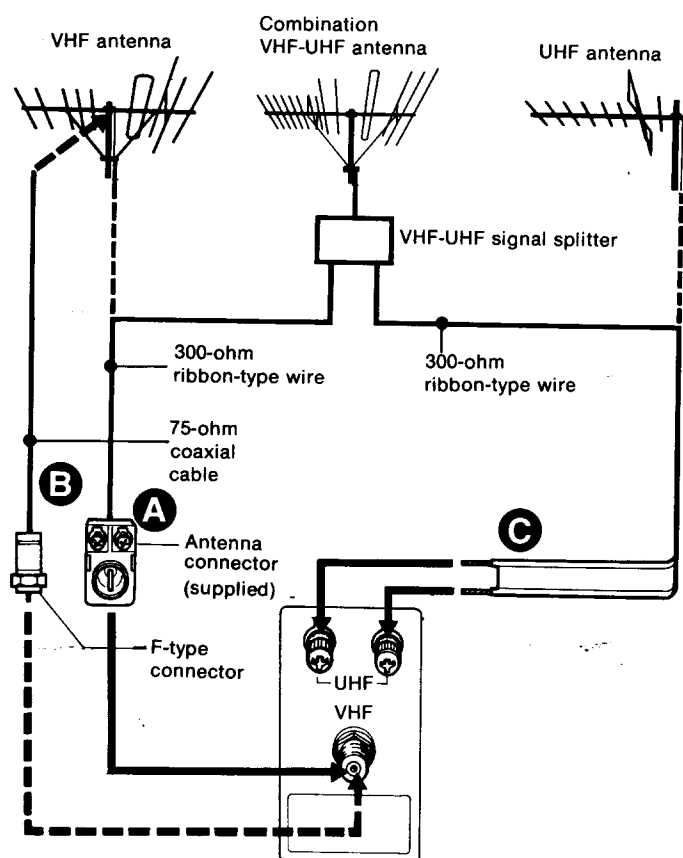 VHF antenna
Combination
VHF-UHF antenna
UHF antenna
VHF-UHF signal splitter
300-ohm
ribbon-type wire
300-ohm
ribbon-type wire
75-ohm
coaxial
cable
B
A
C
Antenna
connector
(supplied)
F-type
connector
UHF
VHF